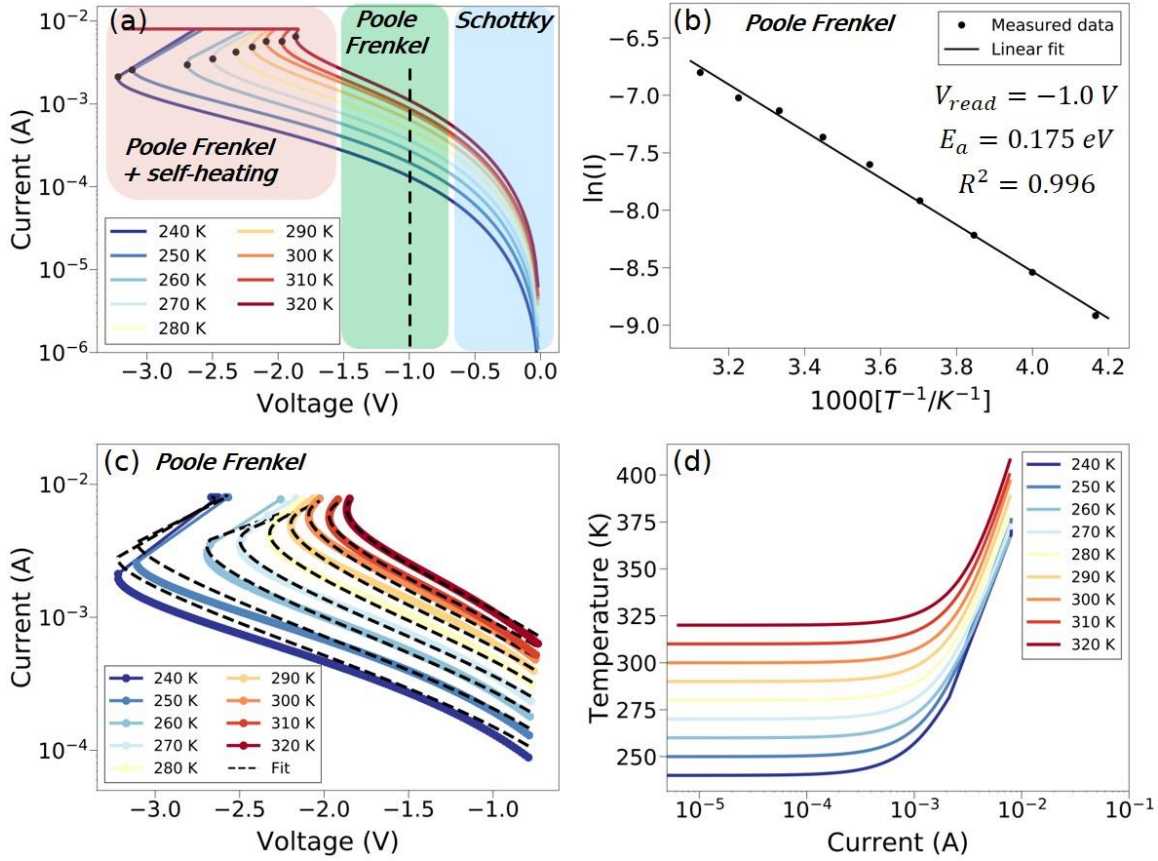 (a)
Poole
Frenkel
Schottky
Poole Frenkel
+ self-heating
10⁻²
10⁻³
10⁻⁴
10⁻⁵
10⁻⁶
Current (A)
240 K
250 K
260 K
270 K
280 K
290 K
300 K
310 K
320 K
−3.0 −2.5 −2.0 −1.5 −1.0 −0.5 0.0
Voltage (V)
(b)
Poole Frenkel
Measured data
Linear fit
V_read = −1.0 V
E_a = 0.175 eV
R² = 0.996
−6.5
−7.0
−7.5
−8.0
−8.5
−9.0
ln(I)
3.2 3.4 3.6 3.8 4.0 4.2
1000[T⁻¹/K⁻¹]
(c) Poole Frenkel
10⁻²
10⁻³
10⁻⁴
Current (A)
240 K
250 K
260 K
270 K
280 K
290 K
300 K
310 K
320 K
Fit
−3.0 −2.5 −2.0 −1.5 −1.0
Voltage (V)
(d)
400
375
350
325
300
275
250
Temperature (K)
240 K
250 K
260 K
270 K
280 K
290 K
300 K
310 K
320 K
10⁻⁵ 10⁻⁴ 10⁻³ 10⁻² 10⁻¹
Current (A)